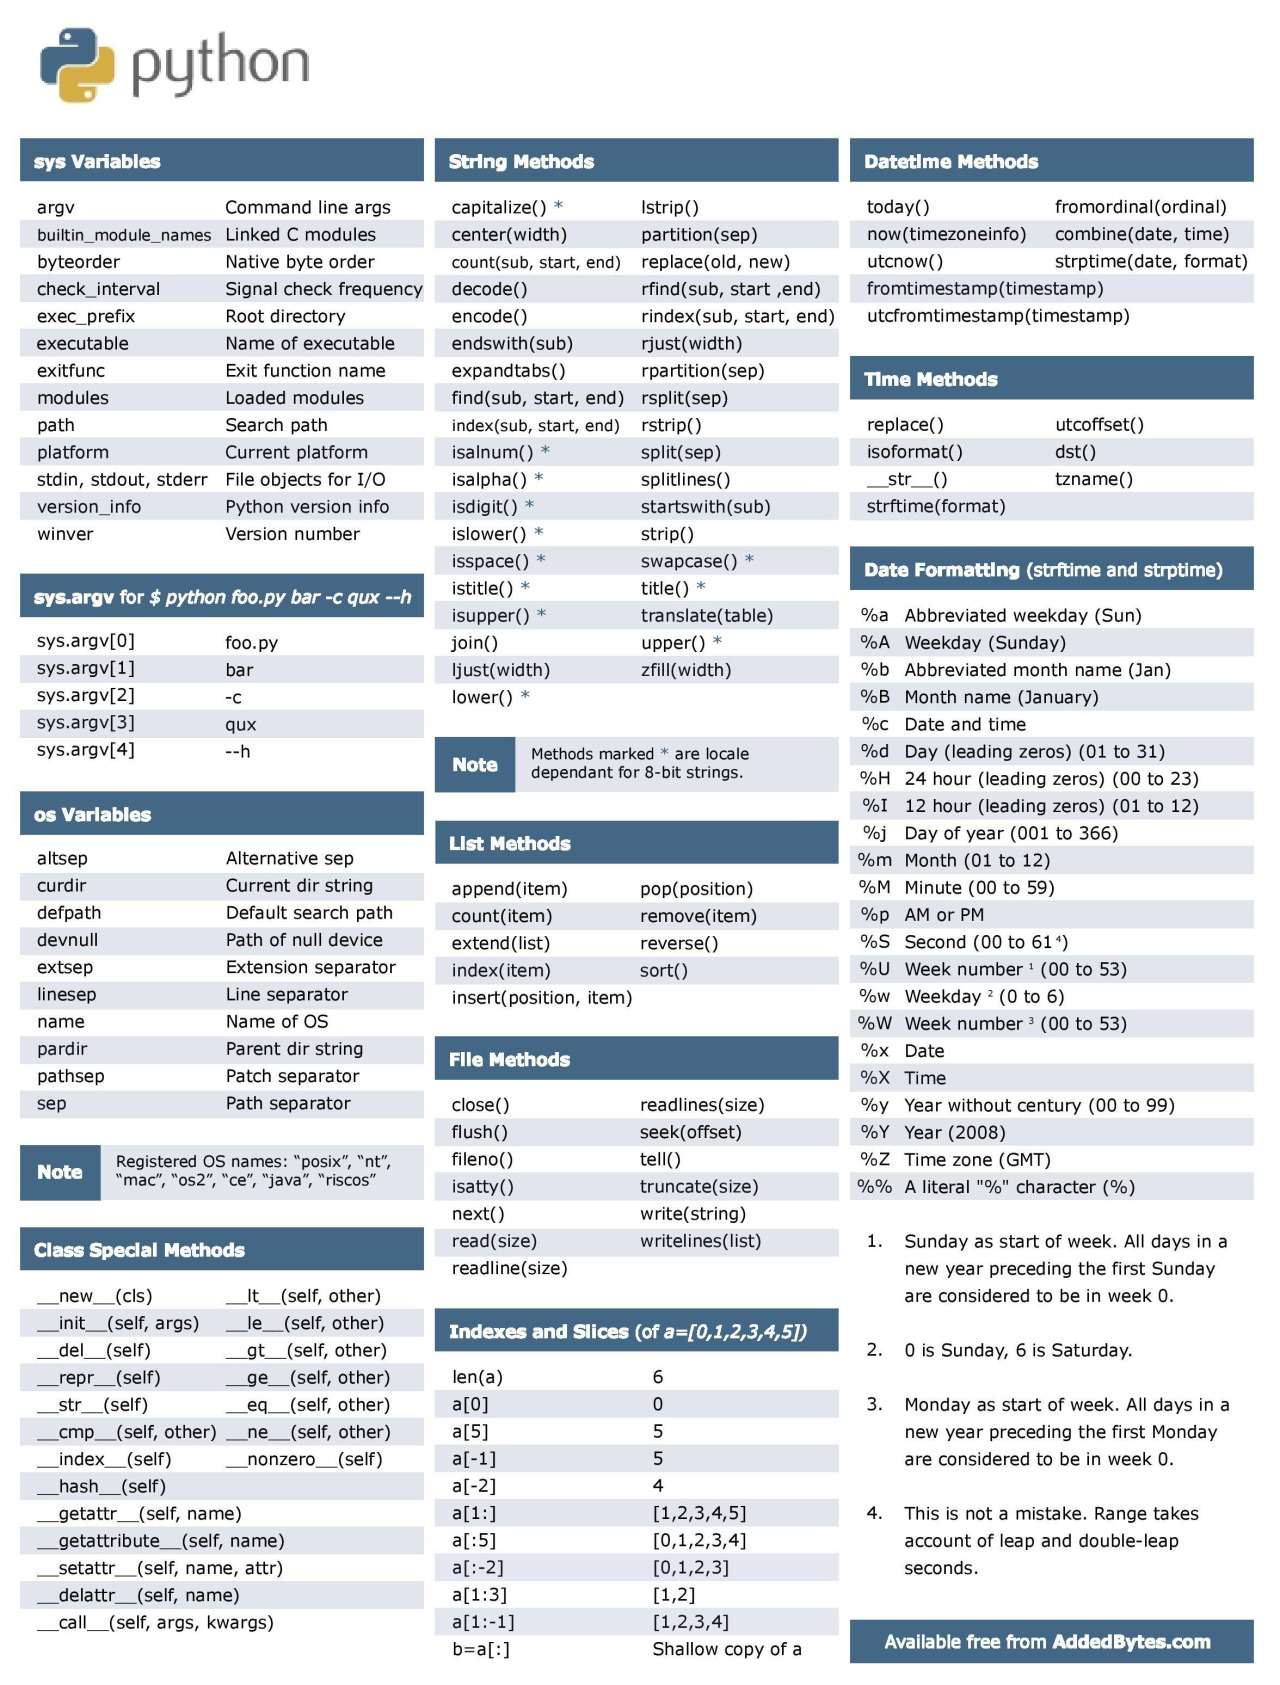 python
sys Variables
argv Command line args
builtin_module_names Linked C modules
byteorder Native byte order
check_interval Signal check frequency
exec_prefix Root directory
executable Name of executable
exitfunc Exit function name
modules Loaded modules
path Search path
platform Current platform
stdin, stdout, stderr File objects for I/O
version_info Python version info
winver Version number
sys.argv for $ python foo.py bar -c qux --h
sys.argv[0] foo.py
sys.argv[1] bar
sys.argv[2] -c
sys.argv[3] qux
sys.argv[4] --h
os Variables
altsep Alternative sep
curdir Current dir string
defpath Default search path
devnull Path of null device
extsep Extension separator
linesep Line separator
name Name of OS
pardir Parent dir string
pathsep Patch separator
sep Path separator
Note
Registered OS names: “posix”, “nt”,
“mac”, “os2”, “ce”, “java”, “riscos”
Class Special Methods
__new__(cls) __lt__(self, other)
__init__(self, args) __le__(self, other)
__del__(self) __gt__(self, other)
__repr__(self) __ge__(self, other)
__str__(self) __eq__(self, other)
__cmp__(self, other) __ne__(self, other)
__index__(self) __nonzero__(self)
__hash__(self)
__getattr__(self, name)
__getattribute__(self, name)
__setattr__(self, name, attr)
__delattr__(self, name)
__call__(self, args, kwargs)
String Methods
capitalize() * lstrip()
center(width) partition(sep)
count(sub, start, end) replace(old, new)
decode() rfind(sub, start ,end)
encode() rindex(sub, start, end)
endswith(sub) rjust(width)
expandtabs() rpartition(sep)
find(sub, start, end) rsplit(sep)
index(sub, start, end) rstrip()
isalnum() * split(sep)
isalpha() * splitlines()
isdigit() * startswith(sub)
islower() * strip()
isspace() * swapcase() *
istitle() * title() *
isupper() * translate(table)
join() upper() *
ljust(width) zfill(width)
lower() *
Note
Methods marked * are locale
dependant for 8-bit strings.
List Methods
append(item) pop(position)
count(item) remove(item)
extend(list) reverse()
index(item) sort()
insert(position, item)
File Methods
close() readlines(size)
flush() seek(offset)
fileno() tell()
isatty() truncate(size)
next() write(string)
read(size) writelines(list)
readline(size)
Indexes and Slices (of a=[0,1,2,3,4,5])
len(a) 6
a[0] 0
a[5] 5
a[-1] 5
a[-2] 4
a[1:] [1,2,3,4,5]
a[:5] [0,1,2,3,4]
a[:-2] [0,1,2,3]
a[1:3] [1,2]
a[1:-1] [1,2,3,4]
b=a[:] Shallow copy of a
Datetime Methods
today() fromordinal(ordinal)
now(timezoneinfo) combine(date, time)
utcnow() strptime(date, format)
fromtimestamp(timestamp)
utcfromtimestamp(timestamp)
Time Methods
replace() utcoffset()
isoformat() dst()
__str__() tzname()
strftime(format)
Date Formatting (strftime and strptime)
%a Abbreviated weekday (Sun)
%A Weekday (Sunday)
%b Abbreviated month name (Jan)
%B Month name (January)
%c Date and time
%d Day (leading zeros) (01 to 31)
%H 24 hour (leading zeros) (00 to 23)
%I 12 hour (leading zeros) (01 to 12)
%j Day of year (001 to 366)
%m Month (01 to 12)
%M Minute (00 to 59)
%p AM or PM
%S Second (00 to 61⁴)
%U Week number ¹ (00 to 53)
%w Weekday ² (0 to 6)
%W Week number ³ (00 to 53)
%x Date
%X Time
%y Year without century (00 to 99)
%Y Year (2008)
%Z Time zone (GMT)
%% A literal "%" character (%)
1. Sunday as start of week. All days in a
new year preceding the first Sunday
are considered to be in week 0.
2. 0 is Sunday, 6 is Saturday.
3. Monday as start of week. All days in a
new year preceding the first Monday
are considered to be in week 0.
4. This is not a mistake. Range takes
account of leap and double-leap
seconds.
Available free from AddedBytes.com